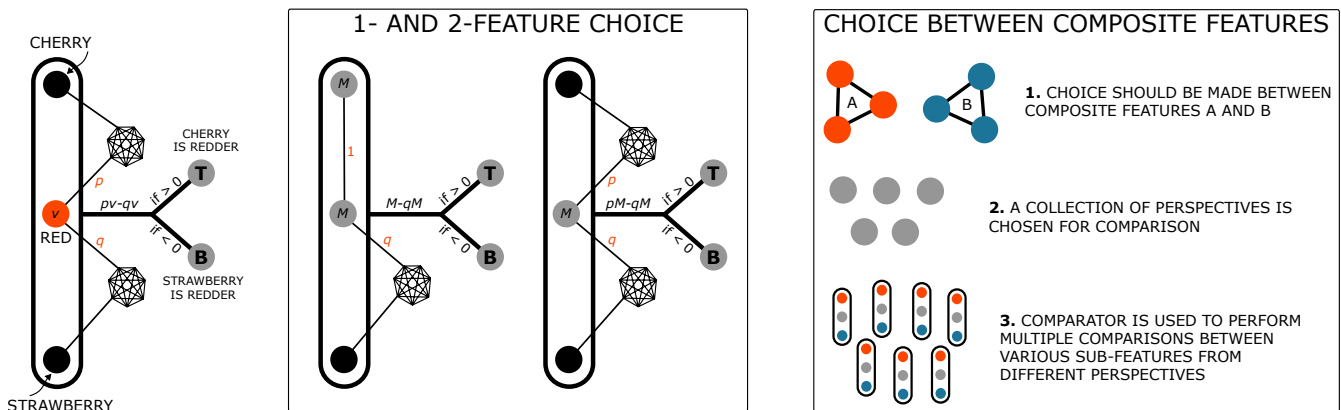 CHERRY
p
CHERRY
IS REDDER
T
if > 0
v
pv-qv
RED
if < 0
q
B
STRAWBERRY
IS REDDER
STRAWBERRY
1- AND 2-FEATURE CHOICE
M
1
M
M-qM
if > 0
T
if < 0
B
q
p
M
pM-qM
if > 0
T
if < 0
B
q
CHOICE BETWEEN COMPOSITE FEATURES
A
B
1. CHOICE SHOULD BE MADE BETWEEN
COMPOSITE FEATURES A AND B
2. A COLLECTION OF PERSPECTIVES IS
CHOSEN FOR COMPARISON
3. COMPARATOR IS USED TO PERFORM
MULTIPLE COMPARISONS BETWEEN
VARIOUS SUB-FEATURES FROM
DIFFERENT PERSPECTIVES